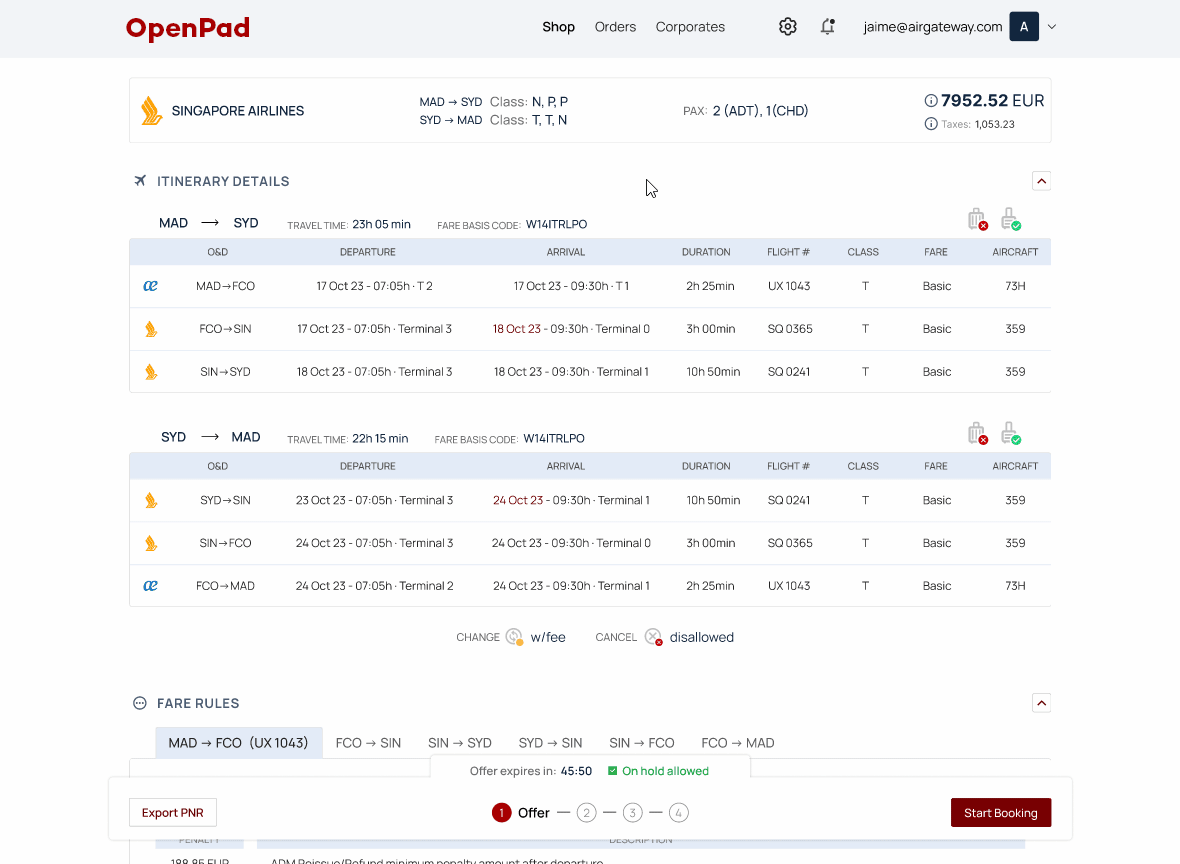 OpenPad
Shop Orders Corporates jaime@airgateway.com A
SINGAPORE AIRLINES
MAD → SYD Class: N, P, P
SYD → MAD Class: T, T, N
PAX: 2 (ADT), 1(CHD)
7952.52 EUR
Taxes: 1,053.23
ITINERARY DETAILS
MAD → SYD TRAVEL TIME: 23h 05 min FARE BASIS CODE: W14ITRLPO
O&D DEPARTURE ARRIVAL DURATION FLIGHT # CLASS FARE AIRCRAFT
MAD→FCO 17 Oct 23 - 07:05h · T 2 17 Oct 23 - 09:30h · T 1 2h 25min UX 1043 T Basic 73H
FCO→SIN 17 Oct 23 - 07:05h · Terminal 3 18 Oct 23 - 09:30h · Terminal 0 3h 00min SQ 0365 T Basic 359
SIN→SYD 18 Oct 23 - 07:05h · Terminal 3 18 Oct 23 - 09:30h · Terminal 1 10h 50min SQ 0241 T Basic 359
SYD → MAD TRAVEL TIME: 22h 15 min FARE BASIS CODE: W14ITRLPO
O&D DEPARTURE ARRIVAL DURATION FLIGHT # CLASS FARE AIRCRAFT
SYD→SIN 23 Oct 23 - 07:05h · Terminal 3 24 Oct 23 - 09:30h · Terminal 1 10h 50min SQ 0241 T Basic 359
SIN→FCO 24 Oct 23 - 07:05h · Terminal 3 24 Oct 23 - 09:30h · Terminal 0 3h 00min SQ 0365 T Basic 359
FCO→MAD 24 Oct 23 - 07:05h · Terminal 2 24 Oct 23 - 09:30h · Terminal 1 2h 25min UX 1043 T Basic 73H
CHANGE w/fee CANCEL disallowed
FARE RULES
MAD → FCO (UX 1043) FCO → SIN SIN → SYD SYD → SIN SIN → FCO FCO → MAD
Offer expires in: 45:50 On hold allowed
Export PNR 1 Offer — 2 — 3 — 4 Start Booking
PENALTY DESCRIPTION
188.85 EUR ADM Reissue/Refund minimum penalty amount after departure